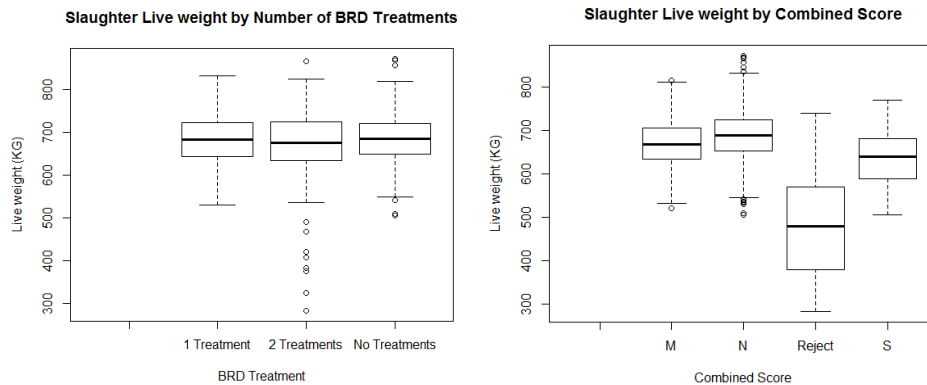 Slaughter Live weight by Number of BRD Treatments
Live weight (KG)
800
700
600
500
400
300
1 Treatment 2 Treatments No Treatments
BRD Treatment
Slaughter Live weight by Combined Score
Live weight (KG)
800
700
600
500
400
300
M N Reject S
Combined Score